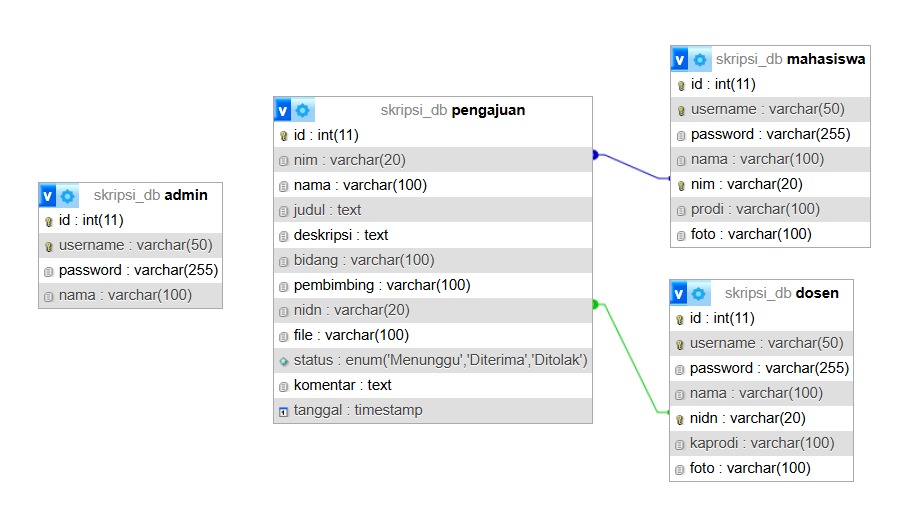 skripsi_db admin
id : int(11)
username : varchar(50)
password : varchar(255)
nama : varchar(100)
skripsi_db pengajuan
id : int(11)
nim : varchar(20)
nama : varchar(100)
judul : text
deskripsi : text
bidang : varchar(100)
pembimbing : varchar(100)
nidn : varchar(20)
file : varchar(100)
status : enum('Menunggu','Diterima','Ditolak')
komentar : text
tanggal : timestamp
skripsi_db mahasiswa
id : int(11)
username : varchar(50)
password : varchar(255)
nama : varchar(100)
nim : varchar(20)
prodi : varchar(100)
foto : varchar(100)
skripsi_db dosen
id : int(11)
username : varchar(50)
password : varchar(255)
nama : varchar(100)
nidn : varchar(20)
kaprodi : varchar(100)
foto : varchar(100)